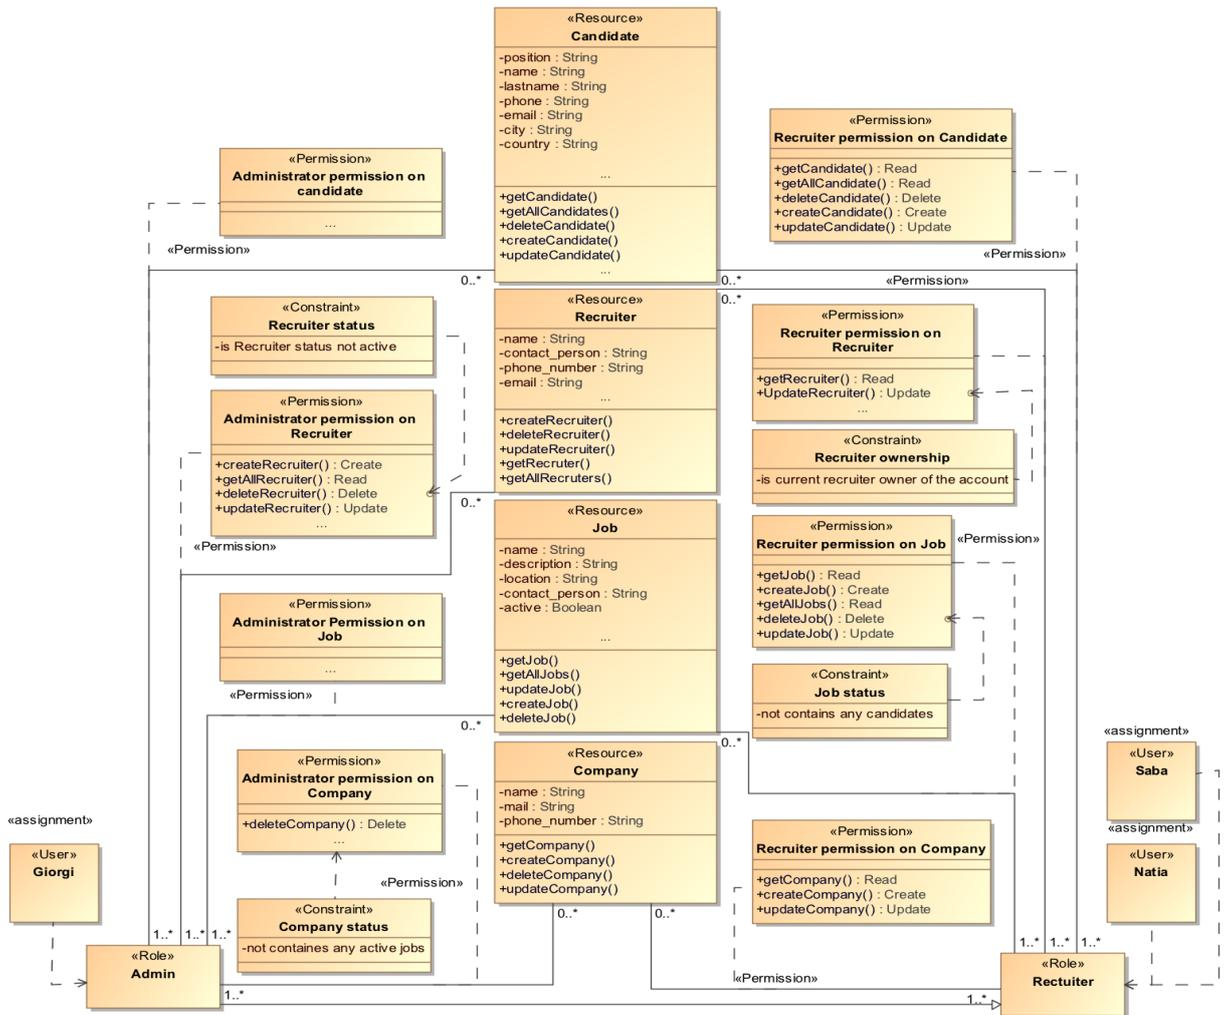 «Resource»
Candidate
-position : String
-name : String
-lastname : String
-phone : String
-email : String
-city : String
-country : String
...
+getCandidate()
+getAllCandidates()
+deleteCandidate()
+createCandidate()
+updateCandidate()
...
«Permission»
Administrator permission on
candidate
...
«Permission»
«Permission»
Recruiter permission on Candidate
+getCandidate() : Read
+getAllCandidate() : Read
+deleteCandidate() : Delete
+createCandidate() : Create
+updateCandidate() : Update
«Permission»
0..*
0..*
«Permission»
0..*
«Constraint»
Recruiter status
-is Recruiter status not active
«Resource»
Recruiter
-name : String
-contact_person : String
-phone_number : String
-email : String
...
+createRecruiter()
+deleteRecruiter()
+updateRecruiter()
+getRecruter()
+getAllRecruters()
«Permission»
Recruiter permission on
Recruiter
+getRecruiter() : Read
+UpdateRecruiter() : Update
...
«Permission»
Administrator permission on
Recruiter
+createRecruiter() : Create
+getAllRecruiter() : Read
+deleteRecruiter() : Delete
+updateRecruiter() : Update
...
«Permission»
0..*
«Constraint»
Recruiter ownership
-is current recruiter owner of the account
«Resource»
Job
-name : String
-description : String
-location : String
-contact_person : String
-active : Boolean
...
+getJob()
+getAllJobs()
+updateJob()
+createJob()
+deleteJob()
«Permission»
Recruiter permission on Job
+getJob() : Read
+createJob() : Create
+getAllJobs() : Read
+deleteJob() : Delete
+updateJob() : Update
«Permission»
«Permission»
Administrator Permission on
Job
...
«Permission»
0..*
«Constraint»
Job status
-not contains any candidates
0..*
«Permission»
Administrator permission on
Company
+deleteCompany() : Delete
...
«Resource»
Company
-name : String
-mail : String
-phone_number : String
+getCompany()
+createCompany()
+deleteCompany()
+updateCompany()
«Permission»
Recruiter permission on Company
+getCompany() : Read
+createCompany() : Create
+updateCompany() : Update
«assignment»
«User»
Saba
«assignment»
«User»
Natia
«assignment»
«User»
Giorgi
«Permission»
«Constraint»
Company status
-not containes any active jobs
0..*
0..*
1..*
1..*
1..*
«Role»
Admin
1..*
«Permission»
1..*
1..*
1..*
1..*
«Role»
Rectuiter